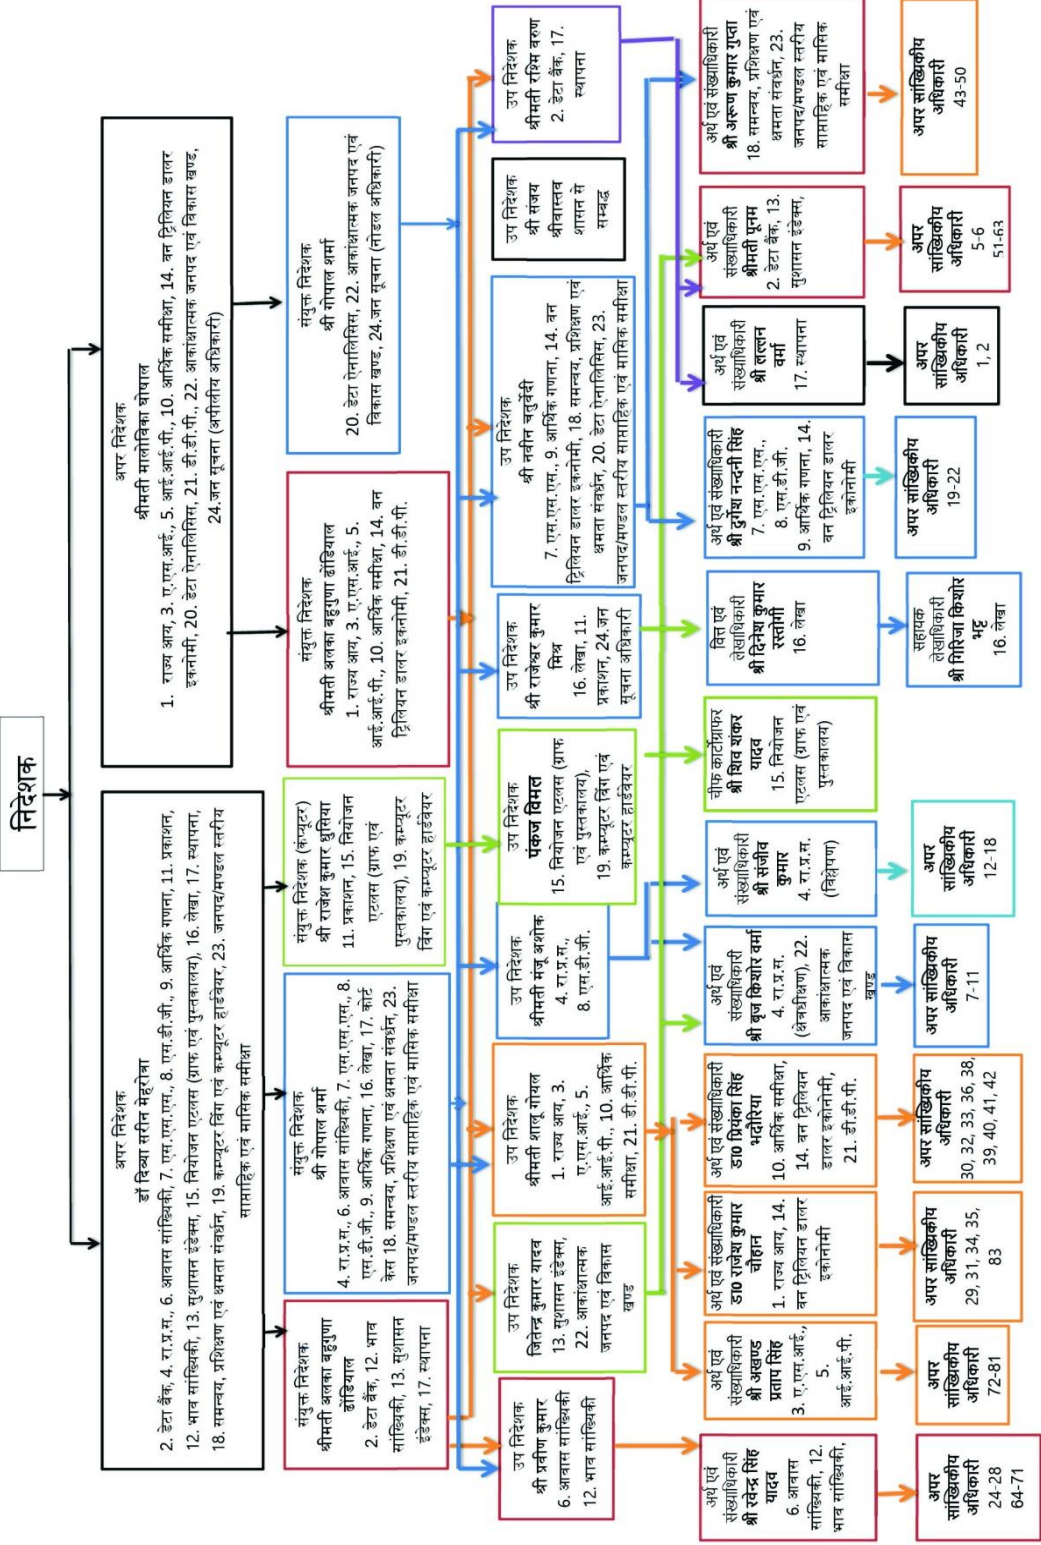 निदेशक
अपर निदेशक
डॉ दिव्या सरीन मेहरोत्रा
2. डेटा बैंक, 4. रा.प्र.स., 6. आवास सांख्यिकी, 7. एस.एस.एस., 8. एस.डी.जी., 9. आर्थिक गणना, 11. प्रकाशन,
12. भाव सांख्यिकी, 13. सुशासन इंडेक्स, 15. नियोजन एटलस (ग्राफ एवं पुस्तकालय), 16. लेखा, 17. स्थापना,
18. समन्वय, प्रशिक्षण एवं क्षमता संवर्धन, 19. कम्प्यूटर विंग एवं कम्प्यूटर हार्डवेयर, 23. जनपद/मण्डल स्तरीय
साप्ताहिक एवं मासिक समीक्षा
अपर निदेशक
श्रीमती मालोविका घोषाल
1. राज्य आय, 3. ए.एस.आई., 5. आई.आई.पी., 10. आर्थिक समीक्षा, 14. वन ट्रिलियन डालर
इकनोमी, 20. डेटा ऐनालिसिस, 21. डी.डी.पी., 22. आकांक्षात्मक जनपद एवं विकास खण्ड,
24.जन सूचना (अपीलीय अधिकारी)
संयुक्त निदेशक
श्रीमती अलका बहुगुणा
ढोंडियाल
2. डेटा बैंक, 12. भाव
सांख्यिकी, 13. सुशासन
इंडेक्स, 17. स्थापना
संयुक्त निदेशक
श्री गोपाल शर्मा
4. रा.प्र.स., 6. आवास सांख्यिकी, 7. एस.एस.एस., 8.
एस.डी.जी., 9. आर्थिक गणना, 16. लेखा, 17. कोर्ट
केस 18. समन्वय, प्रशिक्षण एवं क्षमता संवर्धन, 23.
जनपद/मण्डल स्तरीय साप्ताहिक एवं मासिक समीक्षा
संयुक्त निदेशक (कंप्यूटर)
श्री राजेश कुमार धुसिया
11. प्रकाशन, 15. नियोजन
एटलस (ग्राफ एवं
पुस्तकालय), 19. कम्प्यूटर
विंग एवं कम्प्यूटर हार्डवेयर
संयुक्त निदेशक
श्रीमती अलका बहुगुणा ढोंडियाल
1. राज्य आय, 3. ए.एस.आई., 5.
आई.आई.पी., 10. आर्थिक समीक्षा, 14. वन
ट्रिलियन डालर इकनोमी, 21. डी.डी.पी.
संयुक्त निदेशक
श्री गोपाल शर्मा
20. डेटा ऐनालिसिस, 22. आकांक्षात्मक जनपद एवं
विकास खण्ड, 24.जन सूचना (नोडल अधिकारी)
उप निदेशक
श्री प्रवीण कुमार
6. आवास सांख्यिकी
12. भाव सांख्यिकी
उप निदेशक
जितेन्द्र कुमार यादव
13. सुशासन इंडेक्स,
22. आकांक्षात्मक
जनपद एवं विकास
खण्ड
उप निदेशक
श्रीमती शालू गोयल
1. राज्य आय, 3.
ए.एस.आई., 5.
आई.आई.पी., 10. आर्थिक
समीक्षा, 21. डी.डी.पी.
उप निदेशक
श्रीमती मंजू अशोक
4. रा.प्र.स.,
8. एस.डी.जी.
उप निदेशक
पंकज विमल
15. नियोजन एटलस (ग्राफ
एवं पुस्तकालय),
19. कम्प्यूटर विंग एवं
कम्प्यूटर हार्डवेयर
उप निदेशक
श्री राजेश्वर कुमार
मिश्र
16. लेखा, 11.
प्रकाशन, 24.जन
सूचना अधिकारी
उप निदेशक
श्री नवीन चतुर्वेदी
7. एस.एस.एस., 9. आर्थिक गणना, 14. वन
ट्रिलियन डालर इकनोमी, 18. समन्वय, प्रशिक्षण एवं
क्षमता संवर्धन, 20. डेटा ऐनालिसिस, 23.
जनपद/मण्डल स्तरीय साप्ताहिक एवं मासिक समीक्षा
उप निदेशक
श्री संजय
श्रीवास्तव
शासन से
सम्बद्ध
उप निदेशक
श्रीमती रश्मि वरुण
2. डेटा बैंक, 17.
स्थापना
अर्थ एवं
संख्याधिकारी
श्री रवेन्द्र सिंह
यादव
6. आवास
सांख्यिकी, 12.
भाव सांख्यिकी,
अर्थ एवं
संख्याधिकारी
श्री अखण्ड
प्रताप सिंह
3. ए.एस.आई.,
5.
आई.आई.पी.
अर्थ एवं संख्याधिकारी
डा0 राजेश कुमार
चौहान
1. राज्य आय, 14.
वन ट्रिलियन डालर
इकोनोमी
अर्थ एवं संख्याधिकारी
डा0 प्रियंका सिंह
भदौरिया
10. आर्थिक समीक्षा,
14. वन ट्रिलियन
डालर इकोनोमी,
21. डी.डी.पी.
अर्थ एवं
संख्याधिकारी
श्री बृज किशोर वर्मा
4. रा.प्र.स.
(क्षेत्रधीक्षण), 22.
आकांक्षात्मक
जनपद एवं विकास
खण्ड
अर्थ एवं
संख्याधिकारी
श्री संजीव
कुमार
4. रा.प्र.स.
(विधेषण)
चीफ कार्टोग्राफर
श्री शिव शंकर
यादव
15. नियोजन
एटलस (ग्राफ एवं
पुस्तकालय)
वित्त एवं
लेखाधिकारी
श्री दिनेश कुमार
रस्तोगी
16. लेखा
अर्थ एवं संख्याधिकारी
श्री दुर्गेश नन्दनी सिंह
7. एस.एस.एस.,
8. एस.डी.जी.
9. आर्थिक गणना, 14.
वन ट्रिलियन डालर
इकोनोमी
अर्थ एवं
संख्याधिकारी
श्री लल्लन
वर्मा
17. स्थापना
अर्थ एवं
संख्याधिकारी
श्रीमती पूनम
2. डेटा बैंक, 13.
सुशासन इंडेक्स,
अर्थ एवं संख्याधिकारी
श्री अरूण कुमार गुप्ता
18. समन्वय, प्रशिक्षण एवं
क्षमता संवर्धन, 23.
जनपद/मण्डल स्तरीय
साप्ताहिक एवं मासिक
समीक्षा
अपर
सांख्यिकीय
अधिकारी
24-28
64-71
अपर
सांख्यिकीय
अधिकारी
72-81
अपर सांख्यिकीय
अधिकारी
29, 31, 34, 35,
83
अपर सांख्यिकीय
अधिकारी
30, 32, 33, 36, 38,
39, 40, 41, 42
अपर सांख्यिकीय
अधिकारी
7-11
अपर
सांख्यिकीय
अधिकारी
12-18
सहायक
लेखाधिकारी
श्री गिरिजा किशोर
भट्ट
16. लेखा
अपर सांख्यिकीय
अधिकारी
19-22
अपर
सांख्यिकीय
अधिकारी
1, 2
अपर
सांख्यिकीय
अधिकारी
5-6
51-63
अपर सांख्यिकीय
अधिकारी
43-50